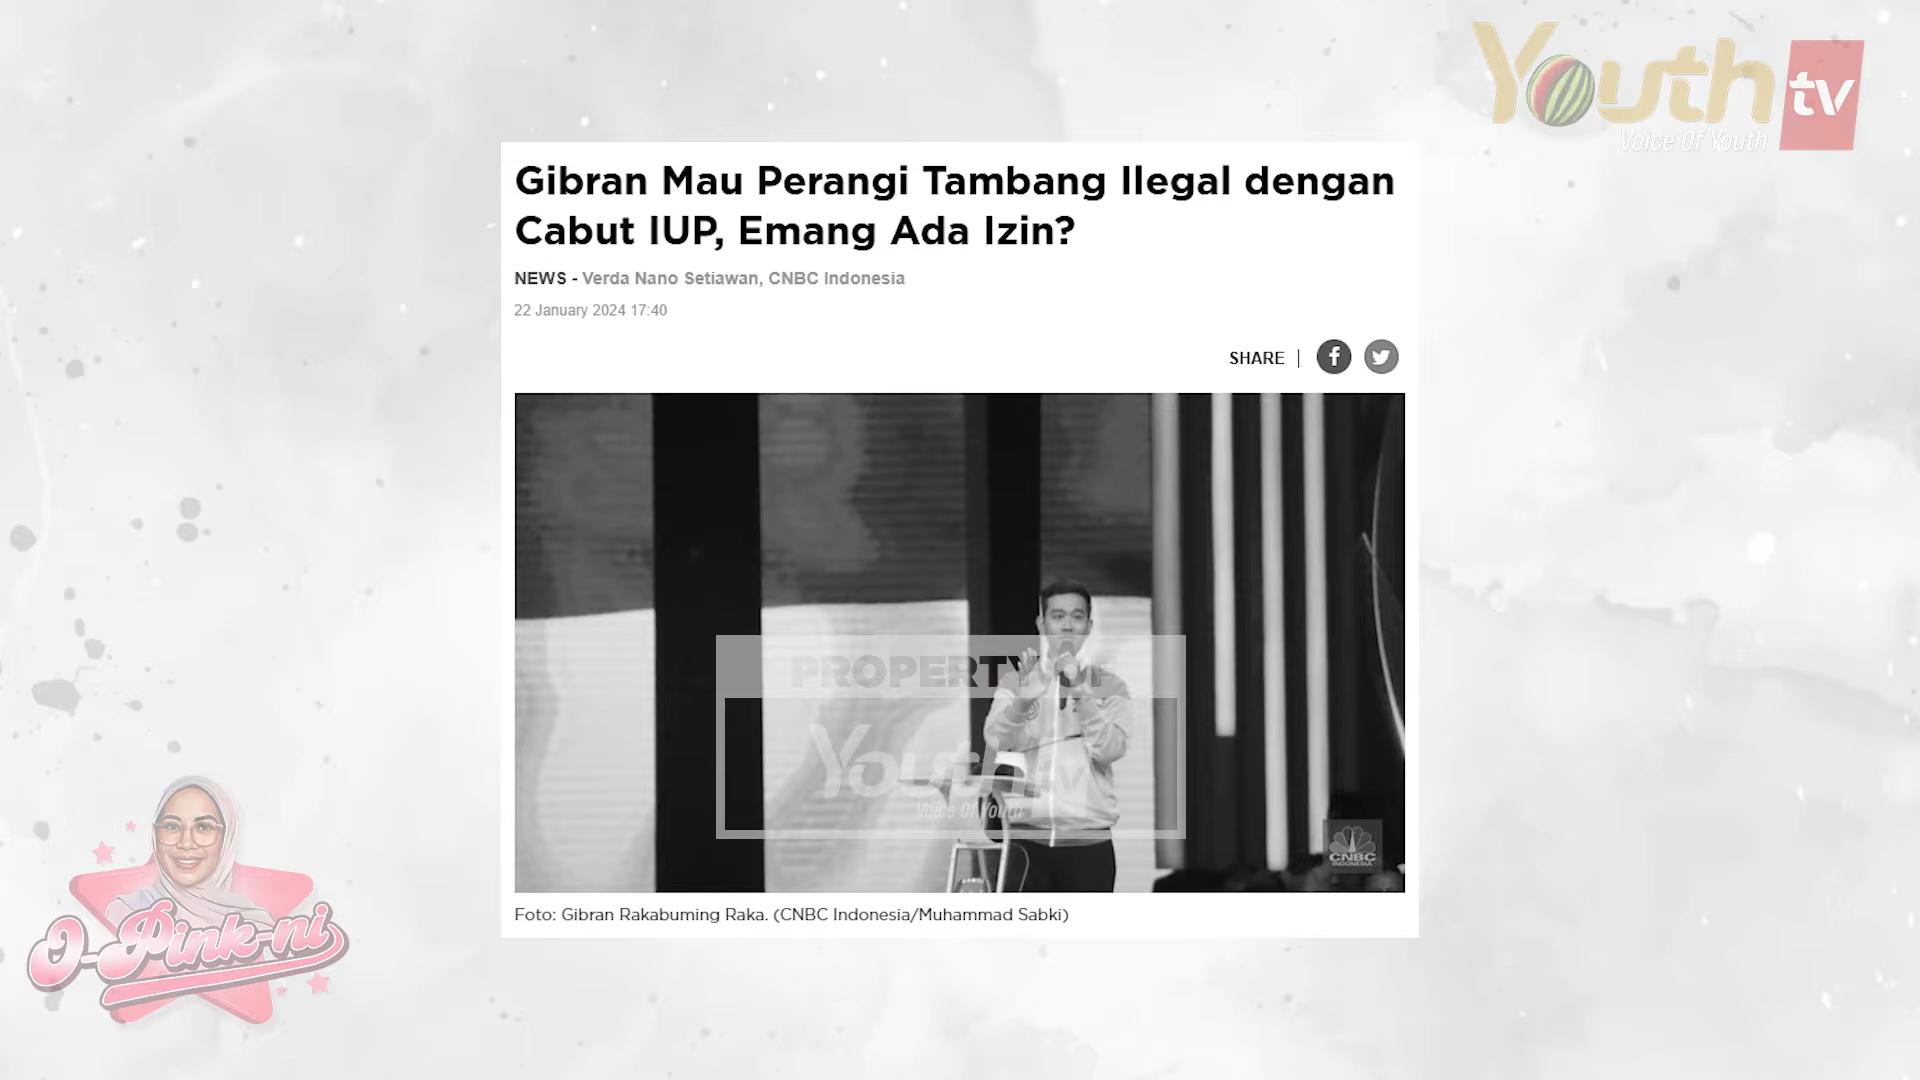 Youth tv
Voice Of Youth
Gibran Mau Perangi Tambang Ilegal dengan
Cabut IUP, Emang Ada Izin?
NEWS - Verda Nano Setiawan, CNBC Indonesia
22 January 2024 17:40
SHARE |
PROPERTY OF
Youth tv
Voice Of Youth
CNBC
INDONESIA
Foto: Gibran Rakabuming Raka. (CNBC Indonesia/Muhammad Sabki)
O-Pink-ni